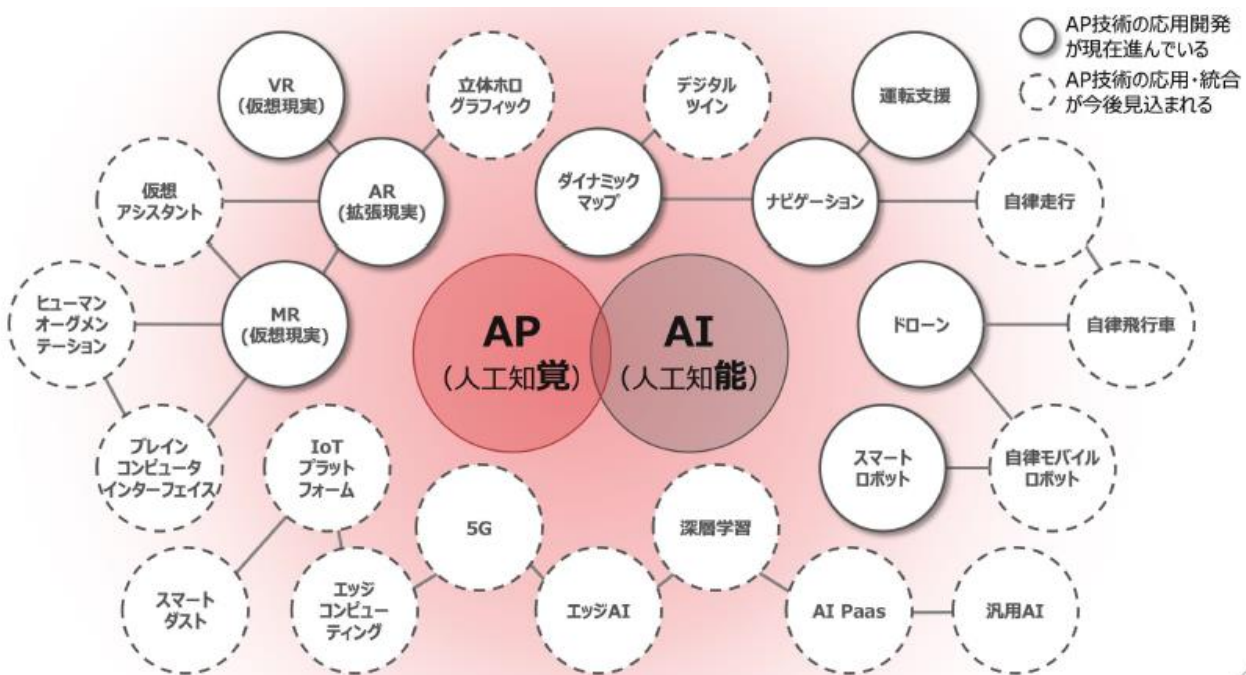 AP技術の応用開発
が現在進んでいる
AP技術の応用・統合
が今後見込まれる
VR
(仮想現実)
立体ホロ
グラフィック
デジタル
ツイン
運転支援
仮想
アシスタント
AR
(拡張現実)
ダイナミック
マップ
ナビゲーション
自律走行
ヒューマン
オーグメン
テーション
MR
(仮想現実)
AP
(人工知覚)
AI
(人工知能)
ドローン
自律飛行車
ブレイン
コンピュータ
インターフェイス
IoT
プラット
フォーム
5G
深層学習
スマート
ロボット
自律モバイル
ロボット
スマート
ダスト
エッジ
コンピュー
ティング
エッジAI
AI Paas
汎用AI